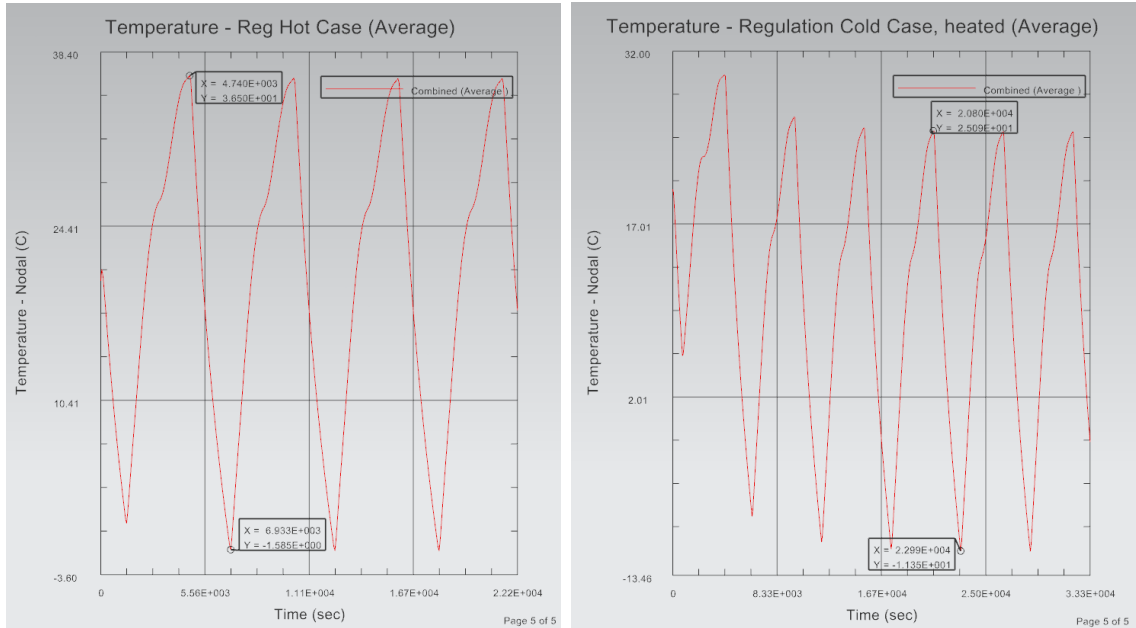 Temperature - Reg Hot Case (Average)
38.40
X = 4.740E+003
Y = 3.650E+001
Combined (Average )
Temperature - Nodal (C)
24.41
10.41
X = 6.933E+003
Y = -1.585E+000
-3.60
0
5.56E+003
1.11E+004
1.67E+004
2.22E+004
Time (sec)
Page 5 of 5
Temperature - Regulation Cold Case, heated (Average)
32.00
Combined (Average )
X = 2.080E+004
Y = 2.509E+001
Temperature - Nodal (C)
17.01
2.01
X = 2.299E+004
Y = -1.135E+001
-13.46
0
8.33E+003
1.67E+004
2.50E+004
3.33E+004
Time (sec)
Page 5 of 5